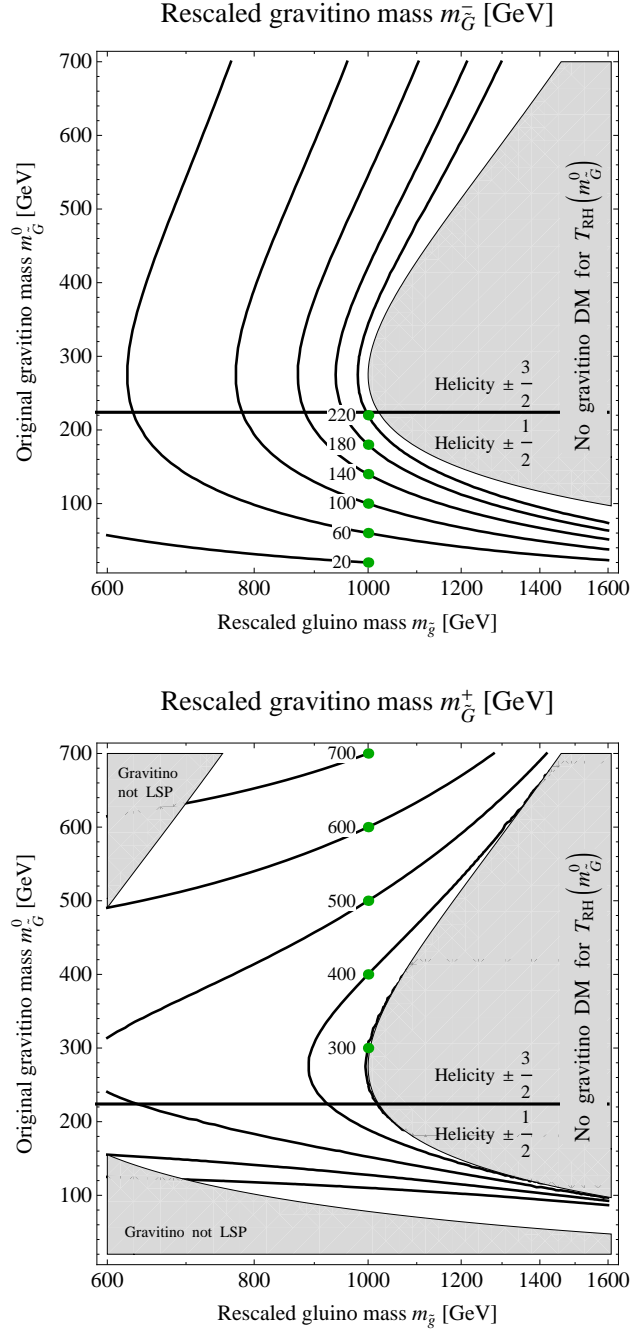 Rescaled gravitino mass m⁻_G̃ [GeV]
700
600
500
400
300
200
100
Original gravitino mass m⁰_G̃ [GeV]
220
180
140
100
60
20
Helicity ± 3/2
Helicity ± 1/2
No gravitino DM for T_RH (m⁰_G̃)
600 800 1000 1200 1400 1600
Rescaled gluino mass m_g̃ [GeV]
Rescaled gravitino mass m⁺_G̃ [GeV]
700
600
500
400
300
200
100
Original gravitino mass m⁰_G̃ [GeV]
Gravitino
not LSP
700
600
500
400
300
Helicity ± 3/2
Helicity ± 1/2
No gravitino DM for T_RH (m⁰_G̃)
Gravitino not LSP
600 800 1000 1200 1400 1600
Rescaled gluino mass m_g̃ [GeV]